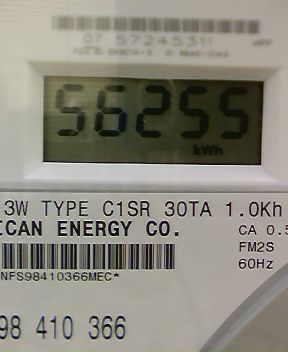 07 57245311
56255
kWh
3W TYPE C1SR 30TA 1.0Kh
ICAN ENERGY CO.
CA 0.5
FM2S
60Hz
NFS98410366MEC*
98 410 366